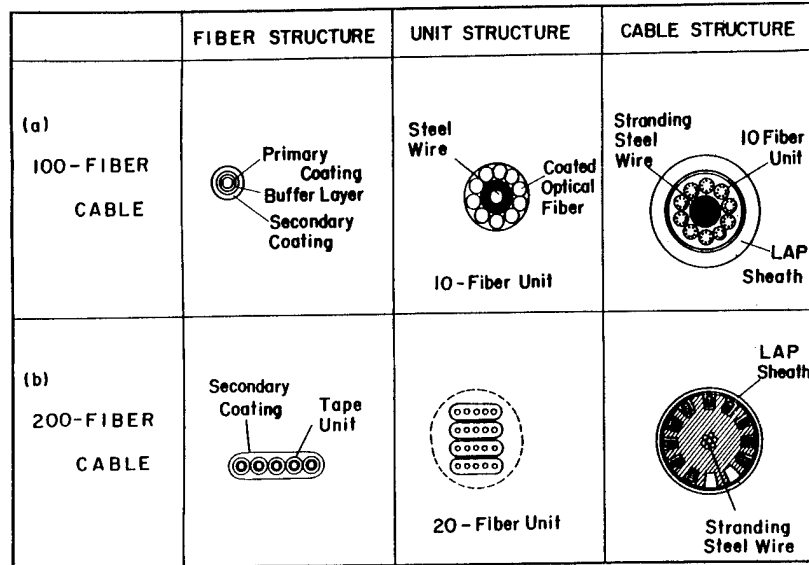 FIBER STRUCTURE
UNIT STRUCTURE
CABLE STRUCTURE
(a)
100-FIBER
CABLE
Primary
Coating
Buffer Layer
Secondary
Coating
Steel
Wire
Coated
Optical
Fiber
10-Fiber Unit
Stranding
Steel
Wire
10 Fiber
Unit
LAP
Sheath
(b)
200-FIBER
CABLE
Secondary
Coating
Tape
Unit
20-Fiber Unit
LAP
Sheath
Stranding
Steel Wire